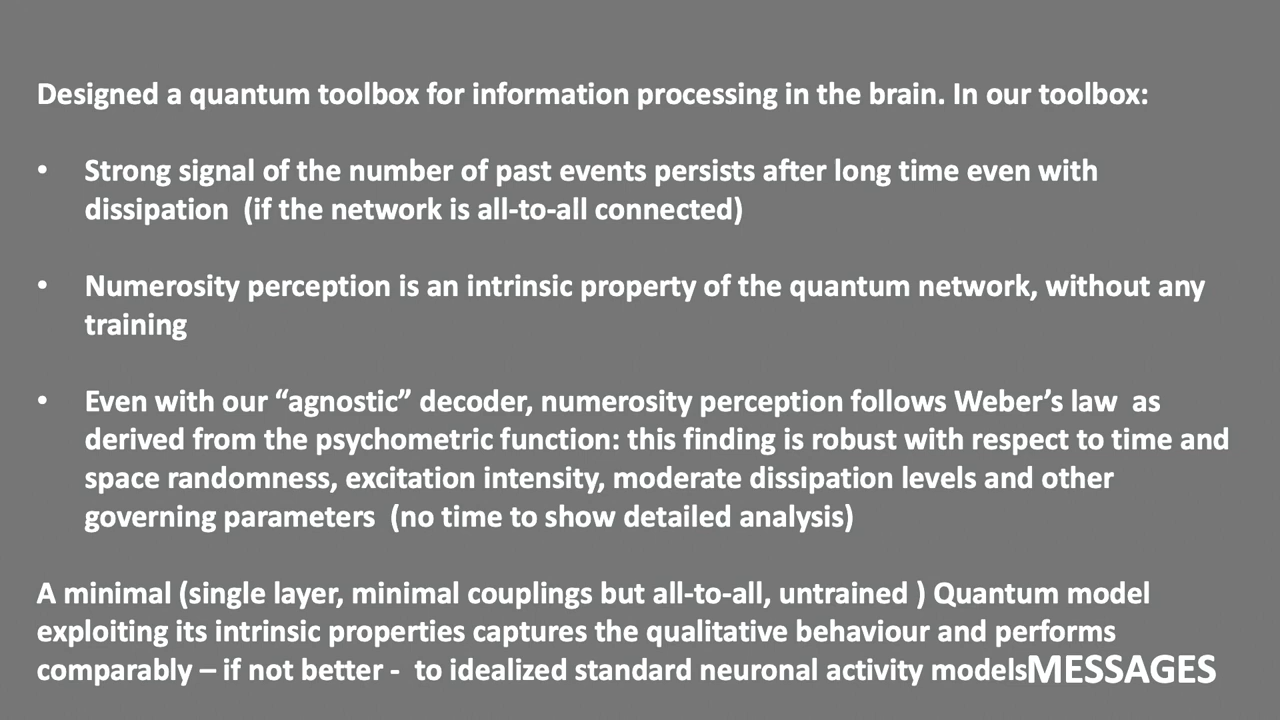 Designed a quantum toolbox for information processing in the brain. In our toolbox:
• Strong signal of the number of past events persists after long time even with
dissipation  (if the network is all-to-all connected)
• Numerosity perception is an intrinsic property of the quantum network, without any
training
• Even with our “agnostic” decoder, numerosity perception follows Weber’s law  as
derived from the psychometric function: this finding is robust with respect to time and
space randomness, excitation intensity, moderate dissipation levels and other
governing parameters  (no time to show detailed analysis)
A minimal (single layer, minimal couplings but all-to-all, untrained ) Quantum model
exploiting its intrinsic properties captures the qualitative behaviour and performs
comparably – if not better -  to idealized standard neuronal activity models
MESSAGES